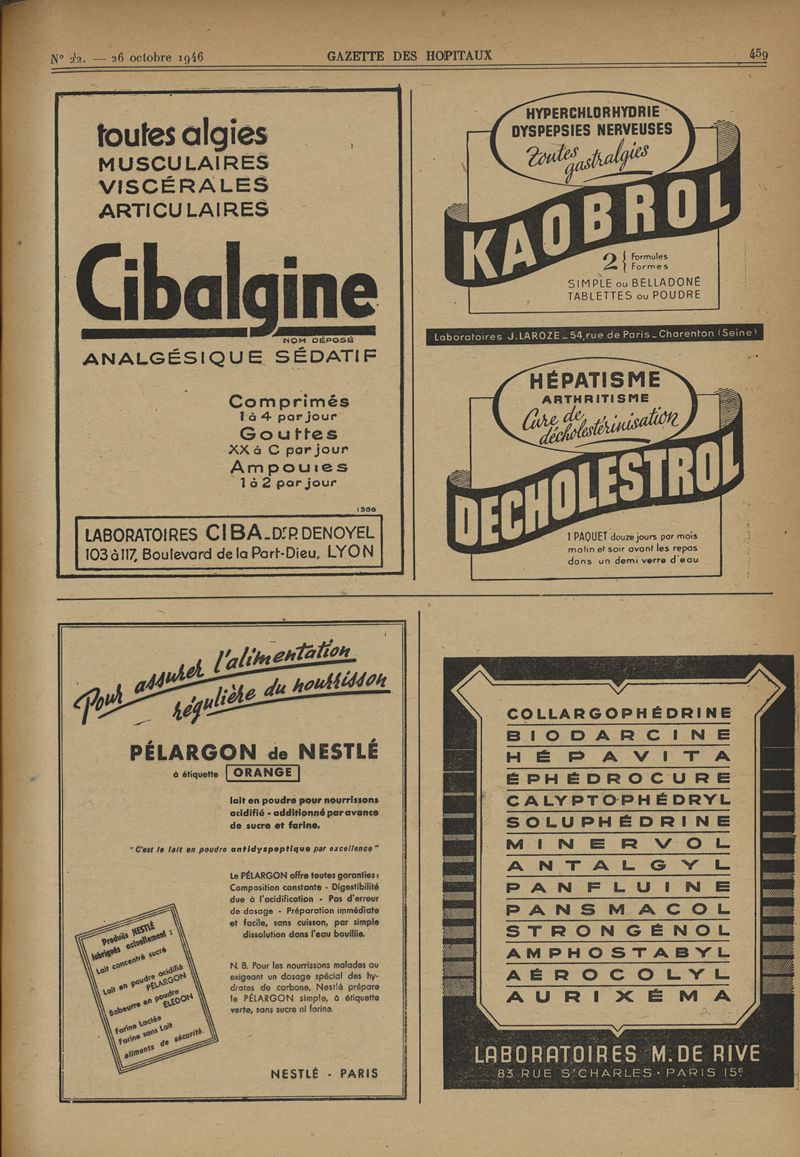 N° 22. — 26 octobre 1946
GAZETTE DES HOPITAUX
459
toutes algies
MUSCULAIRES
VISCÉRALES
ARTICULAIRES
Cibalgine
NOM DÉPOSÉ
ANALGÉSIQUE SÉDATIF
Comprimés
1 à 4 par jour
Gouttes
XX à C par jour
Ampoules
1 à 2 par jour
1386
LABORATOIRES CIBA_Dr P. DENOYEL
103 à 117, Boulevard de la Part-Dieu, LYON
HYPERCHLORHYDRIE
DYSPEPSIES NERVEUSES
Toutes
gastralgies
KAOBROL
2 { Formules
Formes
SIMPLE ou BELLADONÉ
TABLETTES ou POUDRE
Laboratoires J. LAROZE _ 54, rue de Paris _ Charenton (Seine)
HÉPATISME
ARTHRITISME
Cure de
décholestérinisation
DECHOLESTROL
1 PAQUET douze jours par mois
matin et soir avant les repas
dans un demi verre d'eau
Pour assurer l'alimentation
régulière du nourrisson
PÉLARGON de NESTLÉ
à étiquette ORANGE
lait en poudre pour nourrissons
acidifié - additionné par avance
de sucre et farine.
"C'est le lait en poudre antidyspeptique par excellence"
Le PÉLARGON offre toutes garanties :
Composition constante - Digestibilité
due à l'acidification - Pas d'erreur
de dosage - Préparation immédiate
et facile, sans cuisson, par simple
dissolution dans l'eau bouillie.
N. B. Pour les nourrissons malades ou
exigeant un dosage spécial des hy-
drates de carbone, Nestlé prépare
le PÉLARGON simple, à étiquette
verte, sans sucre ni farine.
Produits NESTLÉ
fabriqués actuellement :
Lait concentré sucré
Lait en poudre acidifié
PÉLARGON
Babeurre en poudre
ÉLEDON
Farine Lactée
Farine sans Lait
aliments de sécurité.
NESTLÉ - PARIS
COLLARGOPHÉDRINE
BIODARCINE
HÉPAVITA
ÉPHÉDROCURE
CALYPTOPHÉDRYL
SOLUPHÉDRINE
MINERVOL
ANTALGYL
PANFLUINE
PANSMACOL
STRONGÉNOL
AMPHOSTABYL
AÉROCOLYL
AURIXÉMA
LABORATOIRES M. DE RIVE
83 RUE St CHARLES · PARIS 15e